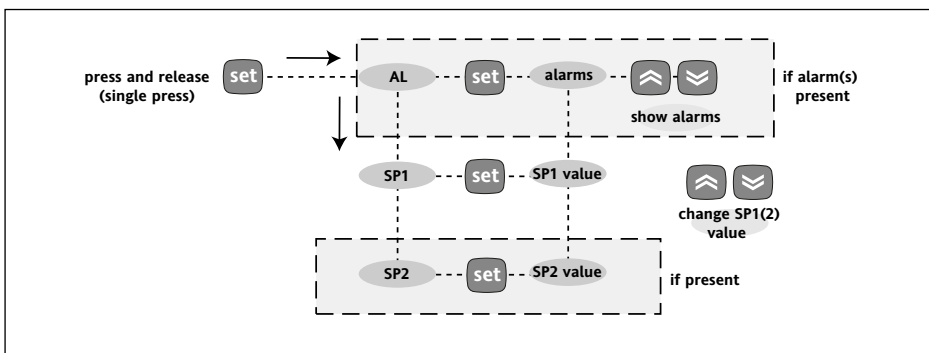 press and release
(single press)
set
AL
set
alarms
show alarms
if alarm(s)
present
SP1
set
SP1 value
change SP1(2)
value
SP2
set
SP2 value
if present